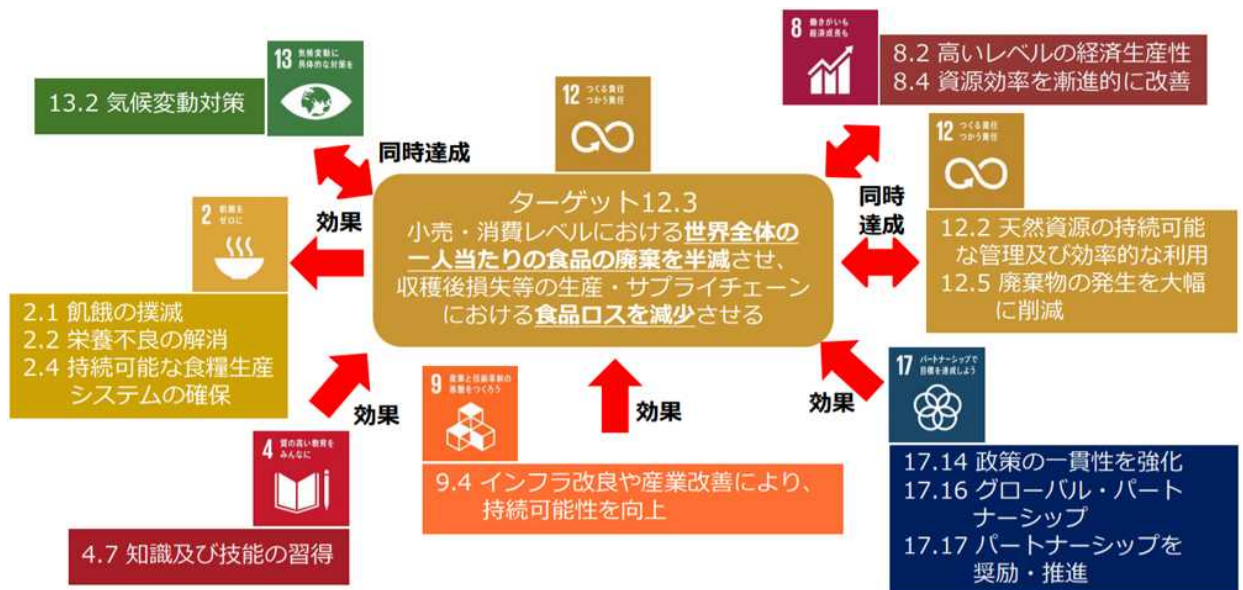 13 気候変動に
具体的な対策を
13.2 気候変動対策
12 つくる責任
つかう責任
8 働きがいも
経済成長も
8.2 高いレベルの経済生産性
8.4 資源効率を漸進的に改善
同時達成
2 飢餓を
ゼロに
効果
2.1 飢餓の撲滅
2.2 栄養不良の解消
2.4 持続可能な食糧生産
システムの確保
ターゲット12.3
小売・消費レベルにおける世界全体の
一人当たりの食品の廃棄を半減させ、
収穫後損失等の生産・サプライチェーン
における食品ロスを減少させる
同時
達成
12 つくる責任
つかう責任
12.2 天然資源の持続可能
な管理及び効率的な利用
12.5 廃棄物の発生を大幅
に削減
4 質の高い教育を
みんなに
効果
4.7 知識及び技能の習得
9 産業と技術革新の
基盤をつくろう
効果
9.4 インフラ改良や産業改善により、
持続可能性を向上
効果
17 パートナーシップで
目標を達成しよう
17.14 政策の一貫性を強化
17.16 グローバル・パート
ナーシップ
17.17 パートナーシップを
奨励・推進